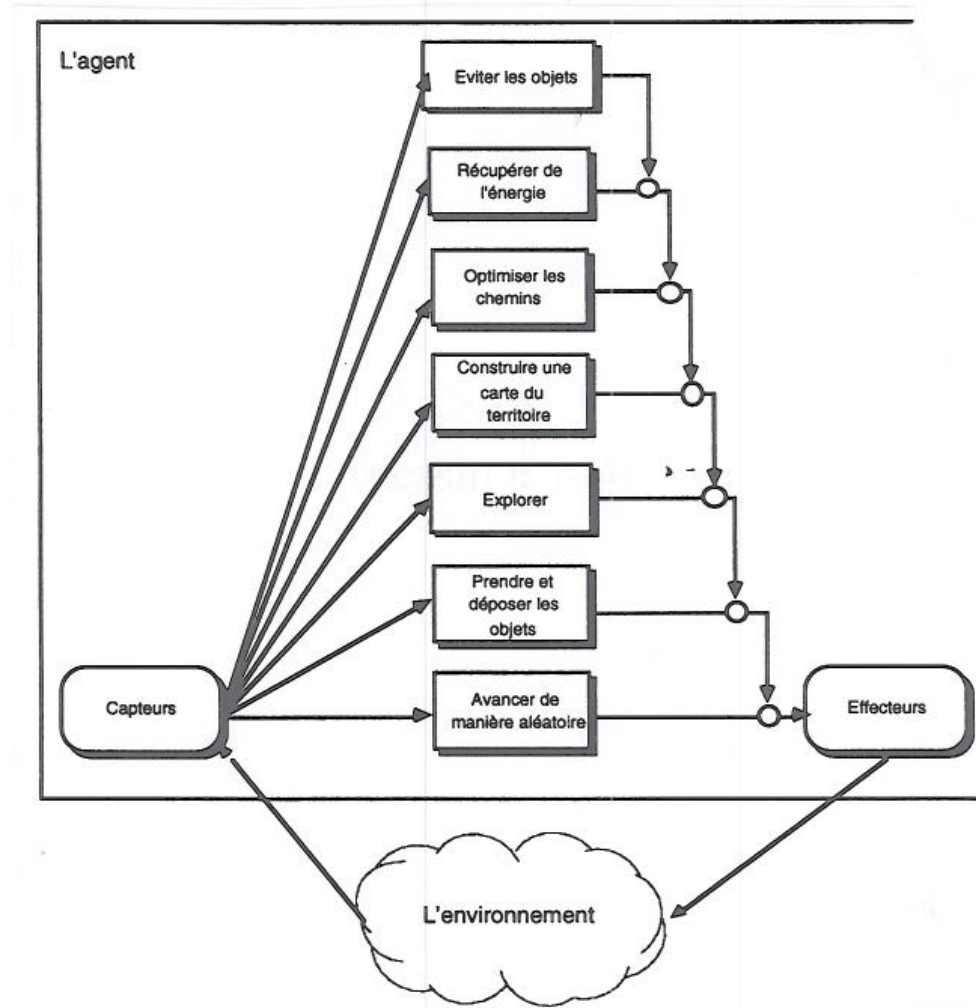 L'agent
Eviter les objets
Récupérer de
l'énergie
Optimiser les
chemins
Construire une
carte du
territoire
Explorer
Prendre et
déposer les
objets
Capteurs
Avancer de
manière aléatoire
Effecteurs
L'environnement